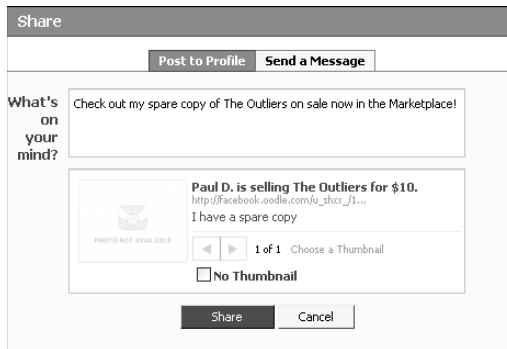 Share
Post to Profile Send a Message
What's
on
your
mind?
Check out my spare copy of The Outliers on sale now in the Marketplace!
Paul D. is selling The Outliers for $10.
http://facebook.oodle.com/u_shxx_/1...
I have a spare copy
PHOTO NOT AVAILABLE
1 of 1 Choose a Thumbnail
No Thumbnail
Share Cancel